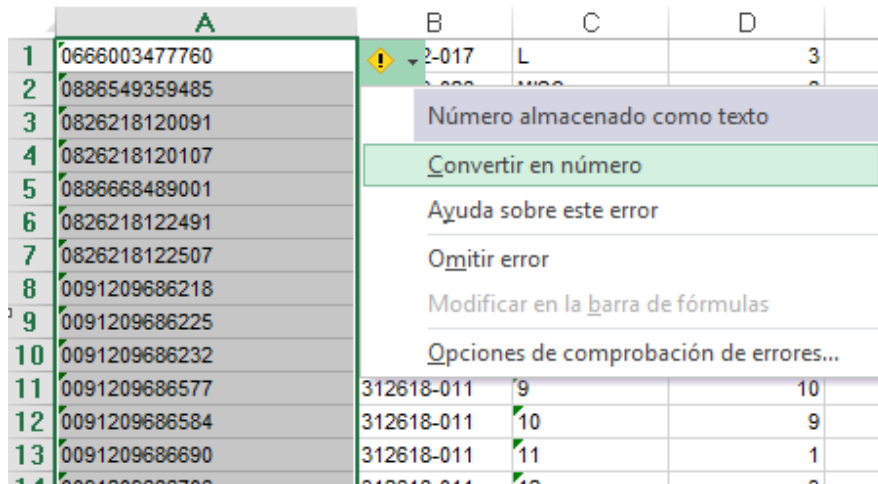 A B C D
1 0666003477760 2-017 L 3
2 0886549359485
3 0826218120091 Número almacenado como texto
4 0826218120107
5 0886668489001 Convertir en número
6 0826218122491 Ayuda sobre este error
7 0826218122507
8 0091209686218 Omitir error
9 0091209686225 Modificar en la barra de fórmulas
10 0091209686232 Opciones de comprobación de errores...
11 0091209686577 312618-011 9 10
12 0091209686584 312618-011 10 9
13 0091209686690 312618-011 11 1